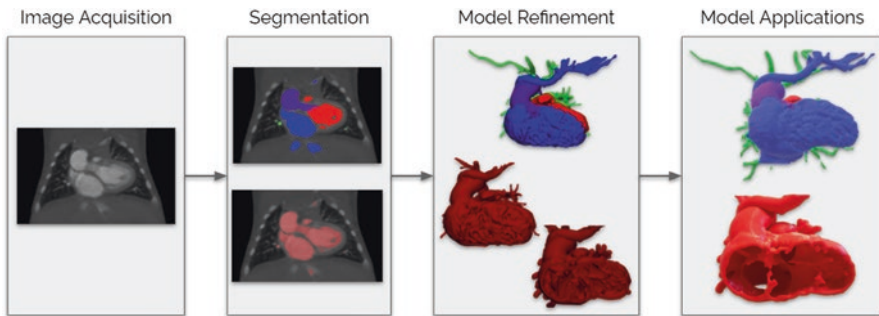 Image Acquisition
Segmentation
Model Refinement
Model Applications